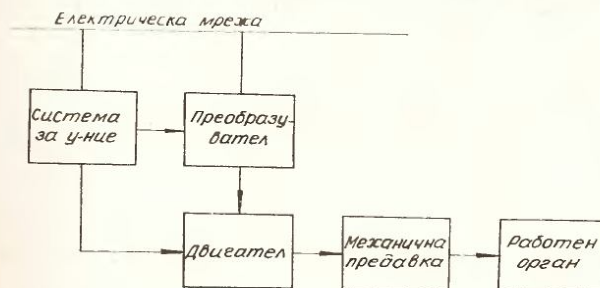 Електрическа мрежа
Система
за у-ние
Преобразу-
вател
Двигател
Механична
предавка
Работен
орган